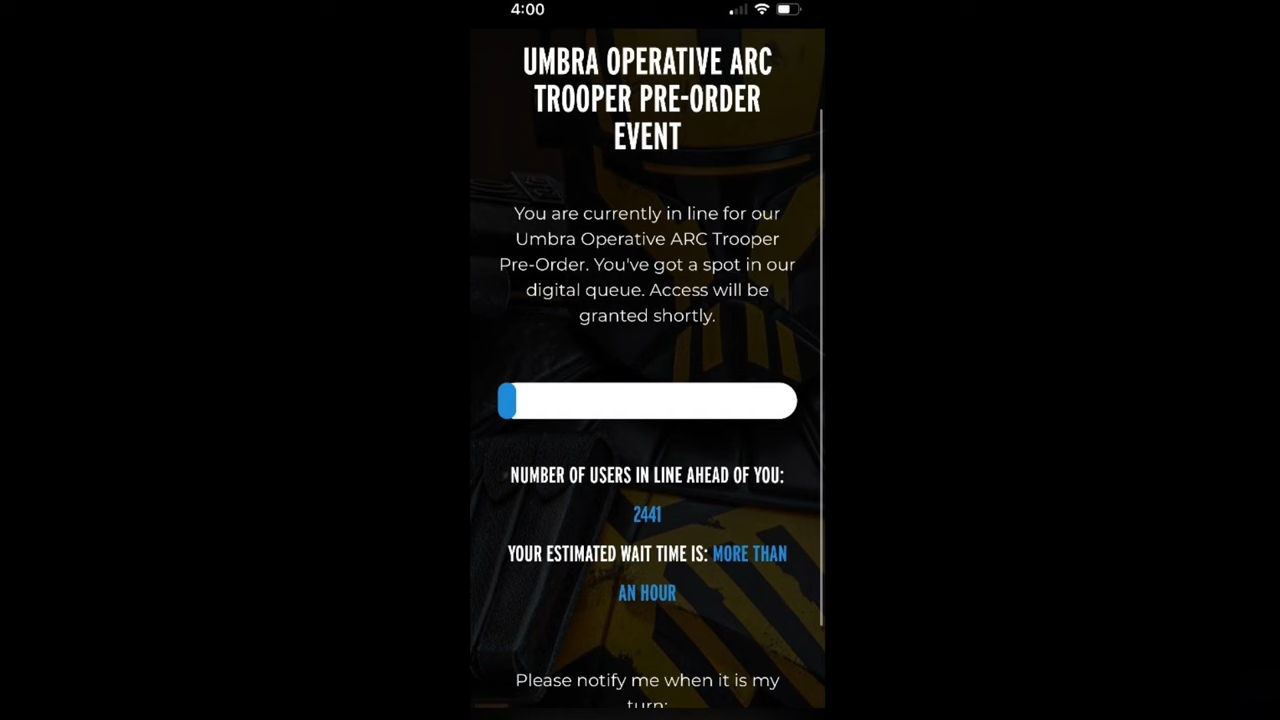 4:00
UMBRA OPERATIVE ARC
TROOPER PRE-ORDER
EVENT
You are currently in line for our
Umbra Operative ARC Trooper
Pre-Order. You've got a spot in our
digital queue. Access will be
granted shortly.
NUMBER OF USERS IN LINE AHEAD OF YOU:
2441
YOUR ESTIMATED WAIT TIME IS: MORE THAN
AN HOUR
Please notify me when it is my
turn: